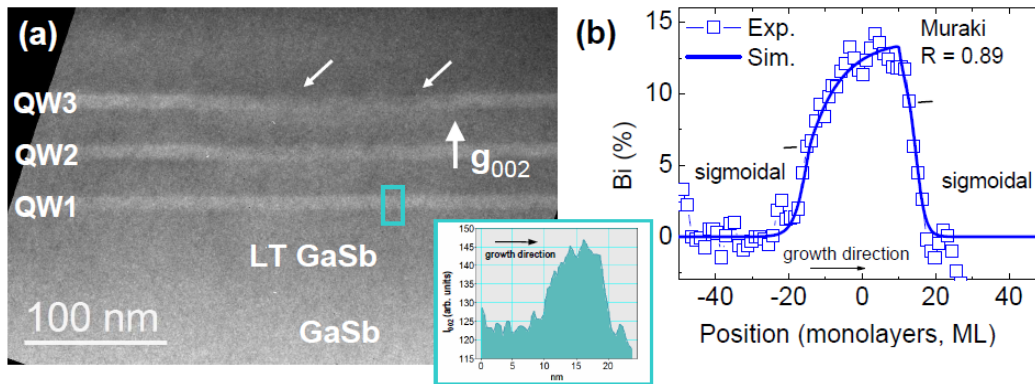 (a)
QW3
QW2
g002
QW1
LT GaSb
100 nm
GaSb
150
145
140
135
130
125
120
115
I002 (arb. units)
growth direction
0 5 10 15 20
nm
(b)
15
10
5
0
Bi (%)
Exp.
Sim.
Muraki
R = 0.89
sigmoidal
sigmoidal
growth direction
-40 -20 0 20 40
Position (monolayers, ML)